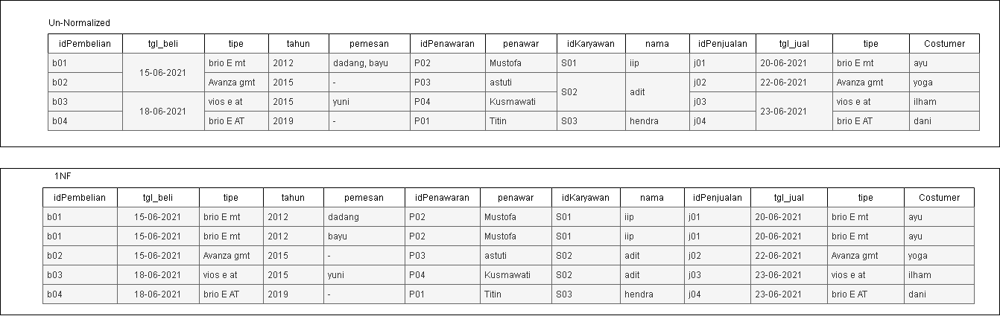 Un-Normalized
idPembelian tgl_beli tipe tahun pemesan idPenawaran penawar idKaryawan nama idPenjualan tgl_jual tipe Costumer
b01 15-06-2021 brio E mt 2012 dadang, bayu P02 Mustofa S01 iip j01 20-06-2021 brio E mt ayu
b02 Avanza gmt 2015 - P03 astuti S02 adit j02 22-06-2021 Avanza gmt yoga
b03 18-06-2021 vios e at 2015 yuni P04 Kusmawati j03 23-06-2021 vios e at ilham
b04 brio E AT 2019 - P01 Titin S03 hendra j04 brio E AT dani
1NF
idPembelian tgl_beli tipe tahun pemesan idPenawaran penawar idKaryawan nama idPenjualan tgl_jual tipe Costumer
b01 15-06-2021 brio E mt 2012 dadang P02 Mustofa S01 iip j01 20-06-2021 brio E mt ayu
b01 15-06-2021 brio E mt 2012 bayu P02 Mustofa S01 iip j01 20-06-2021 brio E mt ayu
b02 15-06-2021 Avanza gmt 2015 - P03 astuti S02 adit j02 22-06-2021 Avanza gmt yoga
b03 18-06-2021 vios e at 2015 yuni P04 Kusmawati S02 adit j03 23-06-2021 vios e at ilham
b04 18-06-2021 brio E AT 2019 - P01 Titin S03 hendra j04 23-06-2021 brio E AT dani